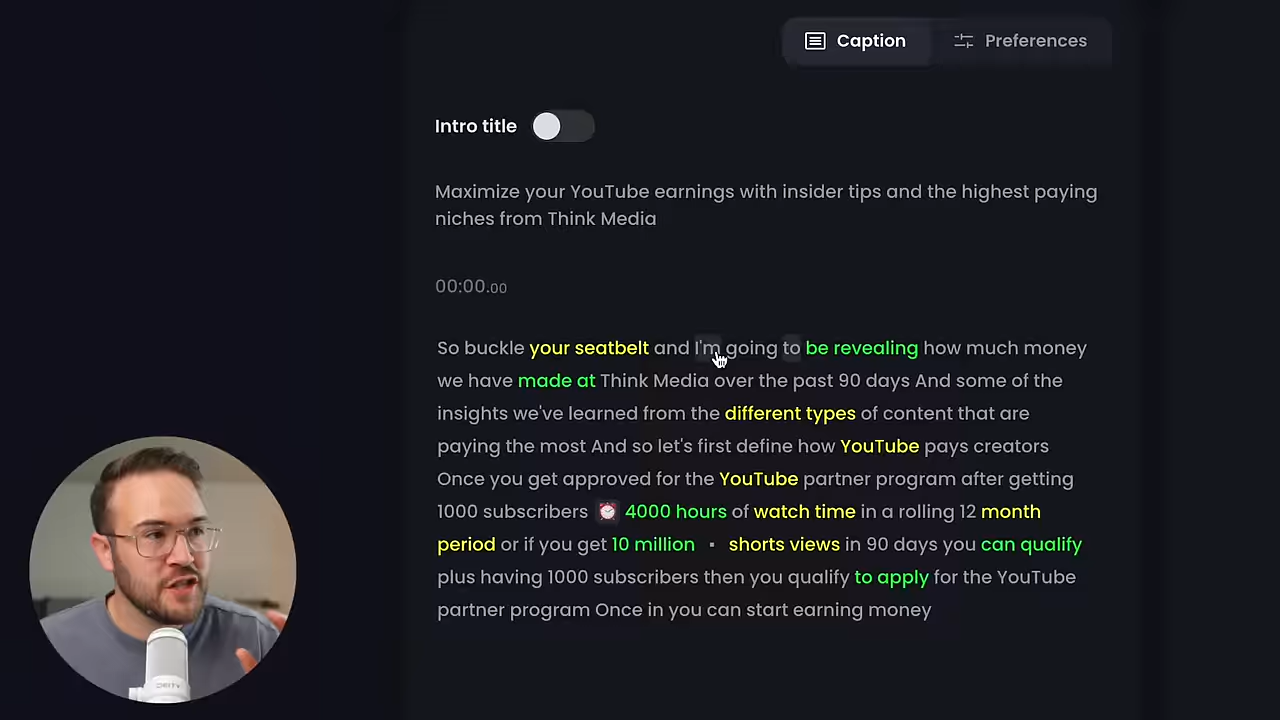 Caption
Preferences
Intro title
Maximize your YouTube earnings with insider tips and the highest paying
niches from Think Media
00:00.00
So buckle your seatbelt and I'm going to be revealing how much money
we have made at Think Media over the past 90 days And some of the
insights we've learned from the different types of content that are
paying the most And so let's first define how YouTube pays creators
Once you get approved for the YouTube partner program after getting
1000 subscribers ⏰ 4000 hours of watch time in a rolling 12 month
period or if you get 10 million ▪ shorts views in 90 days you can qualify
plus having 1000 subscribers then you qualify to apply for the YouTube
partner program Once in you can start earning money
DEITY